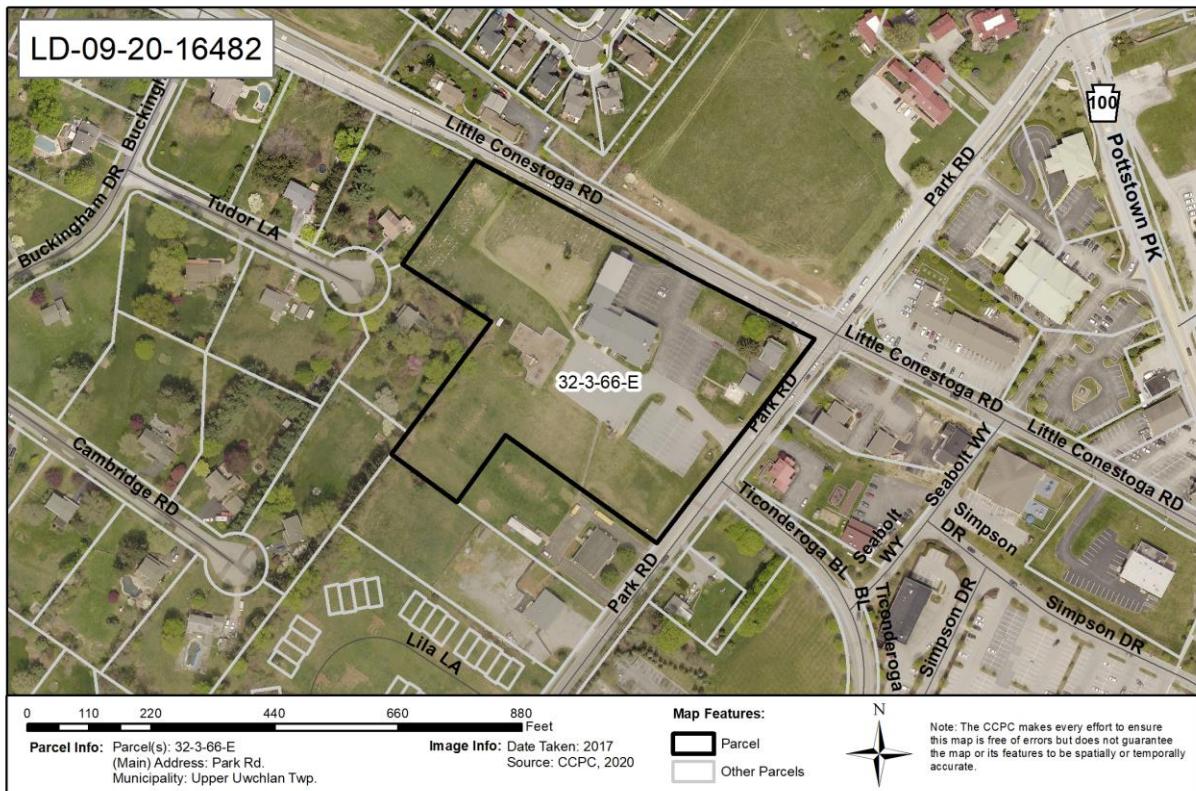 LD-09-20-16482
Buckingham DR
Buckingh
Tudor LA
Little Conestoga RD
Park RD
100
Pottstown PK
32-3-66-E
Park RD
Little Conestoga RD
Little Conestoga RD
Cambridge RD
Seabolt WY
Seabolt WY
Simpson DR
Ticonderoga BL
Ticonderoga BL
Simpson DR
Simpson DR
Park RD
Lila LA
0 110 220 440 660 880
Feet
Parcel Info: Parcel(s): 32-3-66-E
(Main) Address: Park Rd.
Municipality: Upper Uwchlan Twp.
Image Info: Date Taken: 2017
Source: CCPC, 2020
Map Features:
Parcel
Other Parcels
N
Note: The CCPC makes every effort to ensure
this map is free of errors but does not guarantee
the map or its features to be spatially or temporally
accurate.